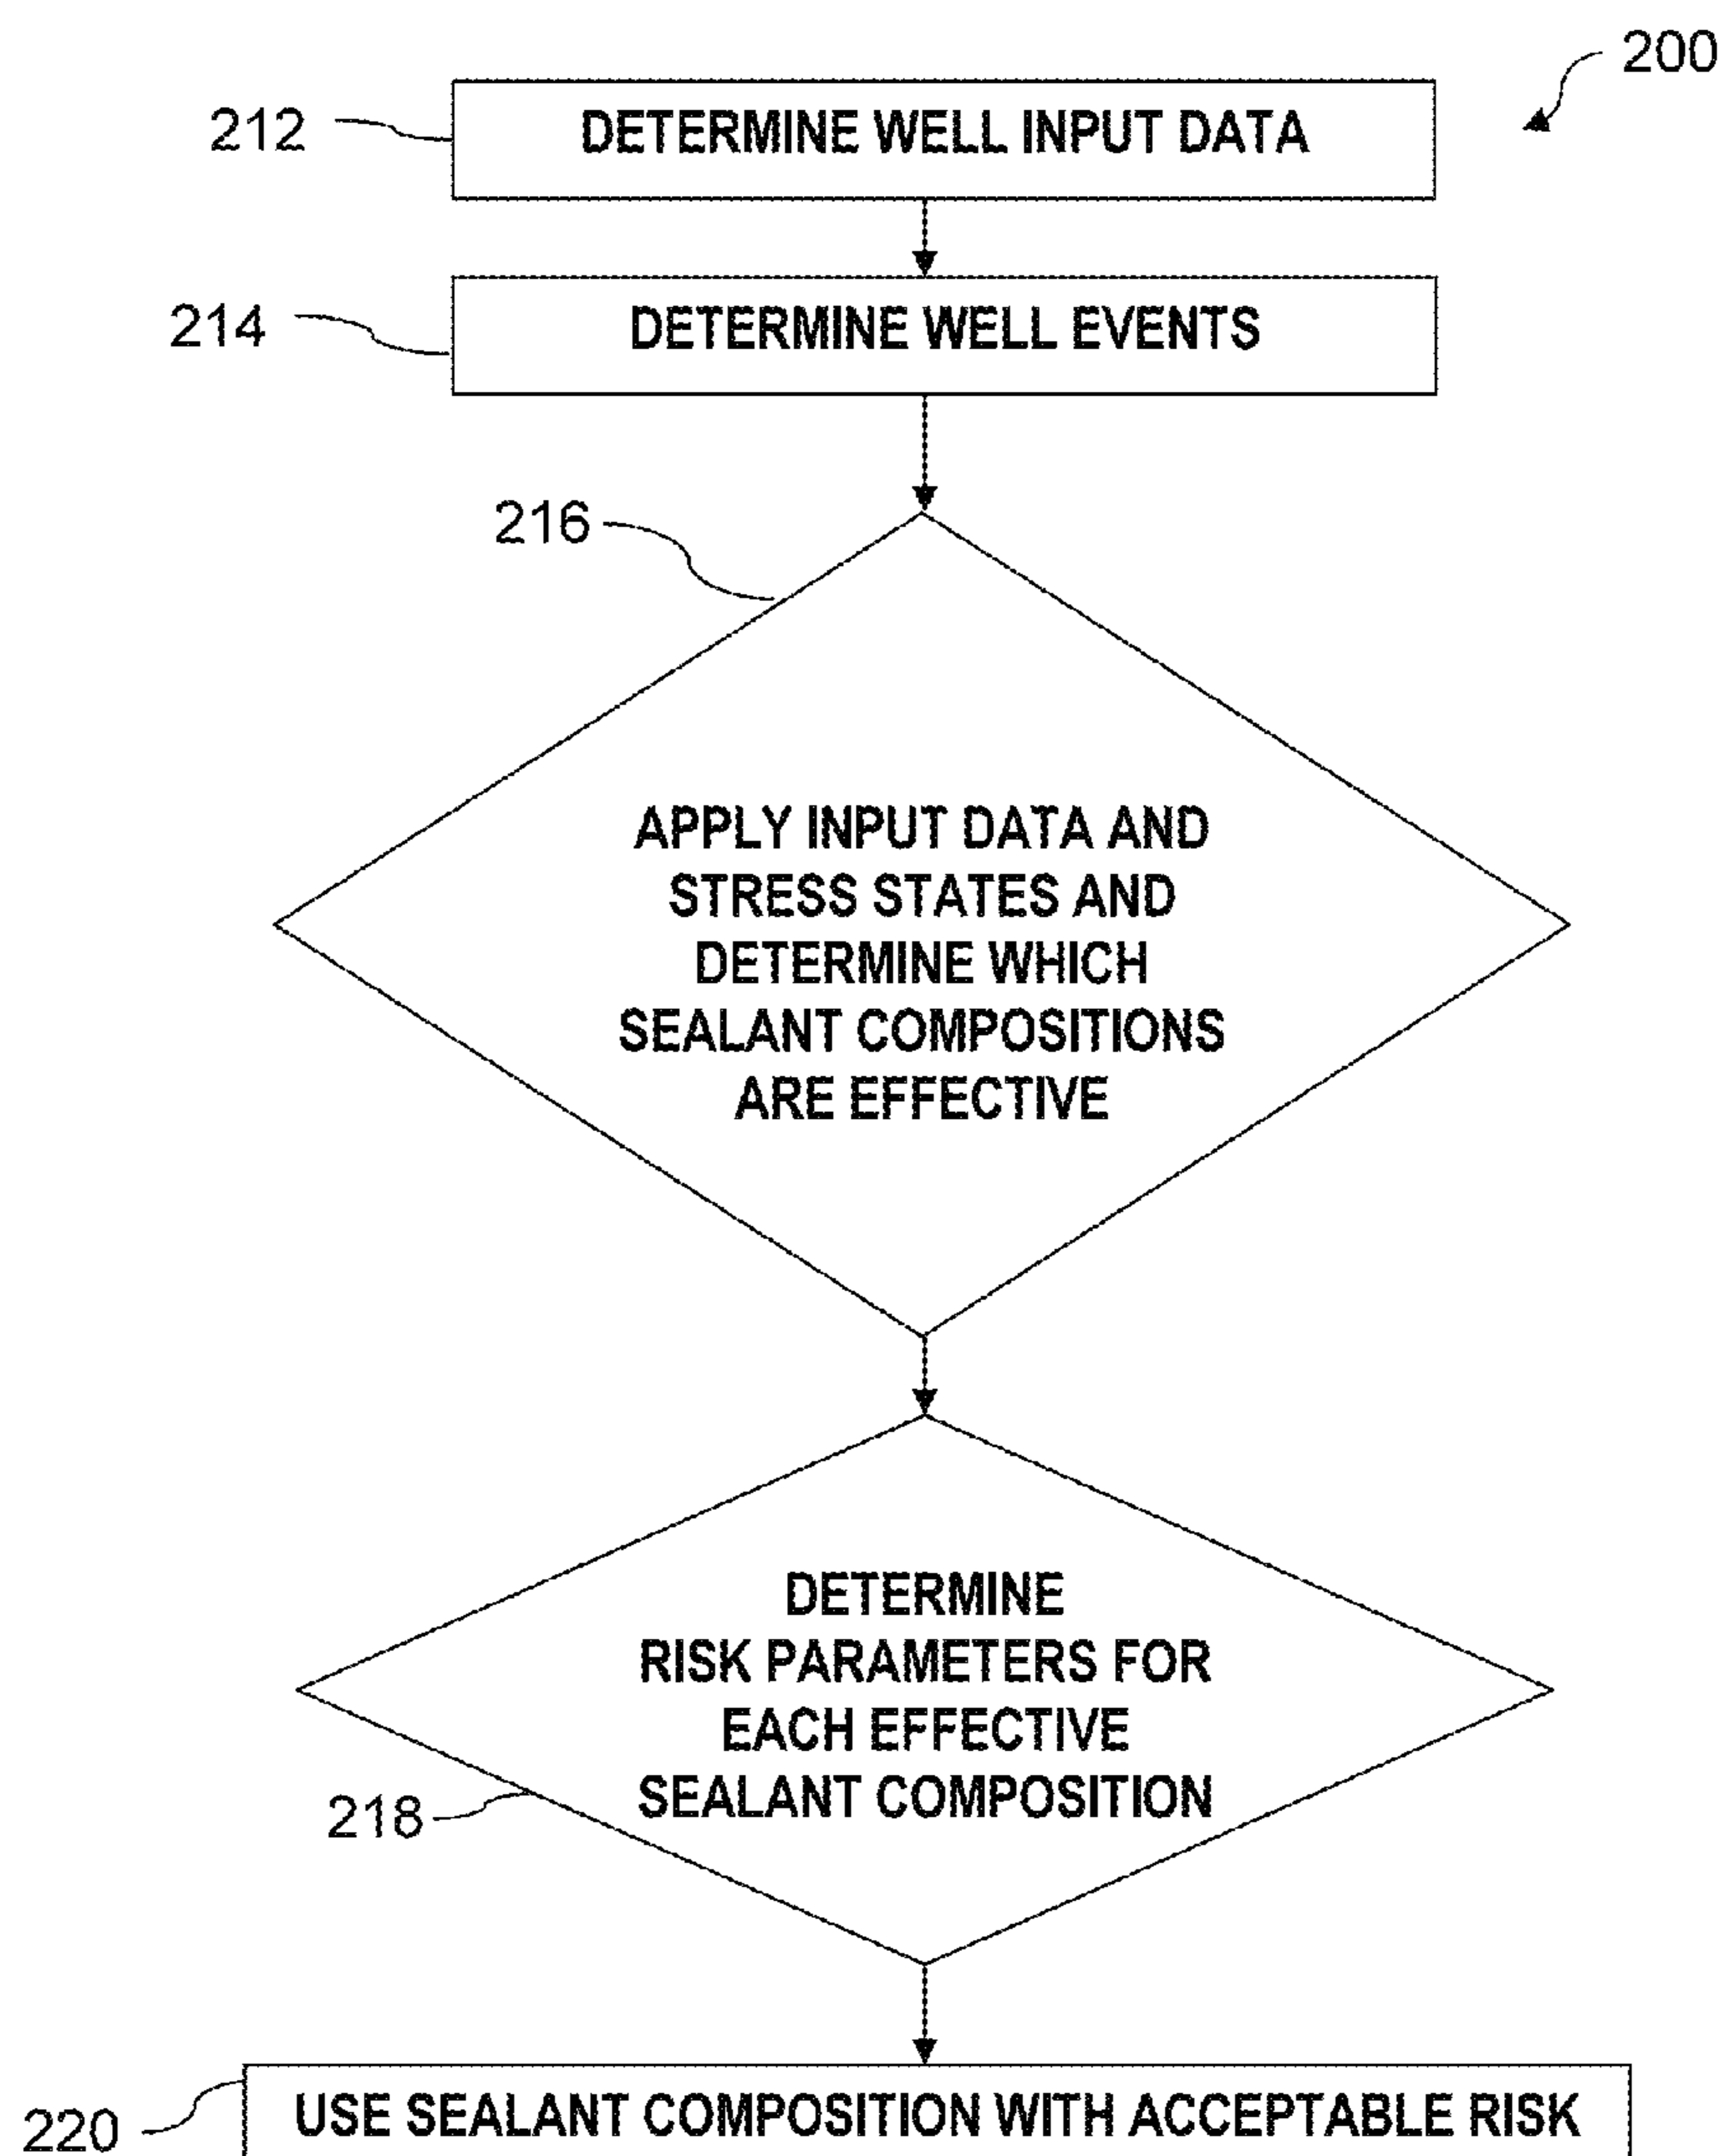 200
212
DETERMINE WELL INPUT DATA
214
DETERMINE WELL EVENTS
216
APPLY INPUT DATA AND
STRESS STATES AND
DETERMINE WHICH
SEALANT COMPOSITIONS
ARE EFFECTIVE
DETERMINE
RISK PARAMETERS FOR
EACH EFFECTIVE
SEALANT COMPOSITION
218
USE SEALANT COMPOSITION WITH ACCEPTABLE RISK
220